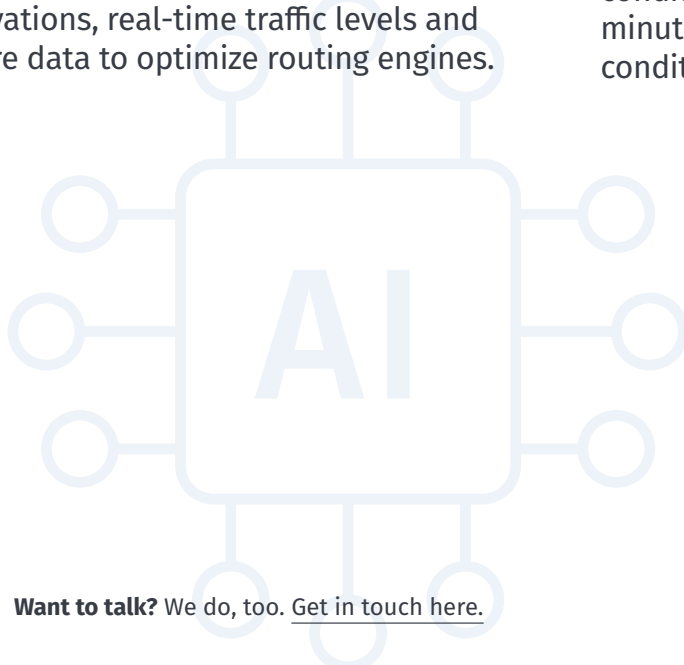 vations, real-time traffic levels and
re data to optimize routing engines.
minut
condit
AI
Want to talk? We do, too. Get in touch here.